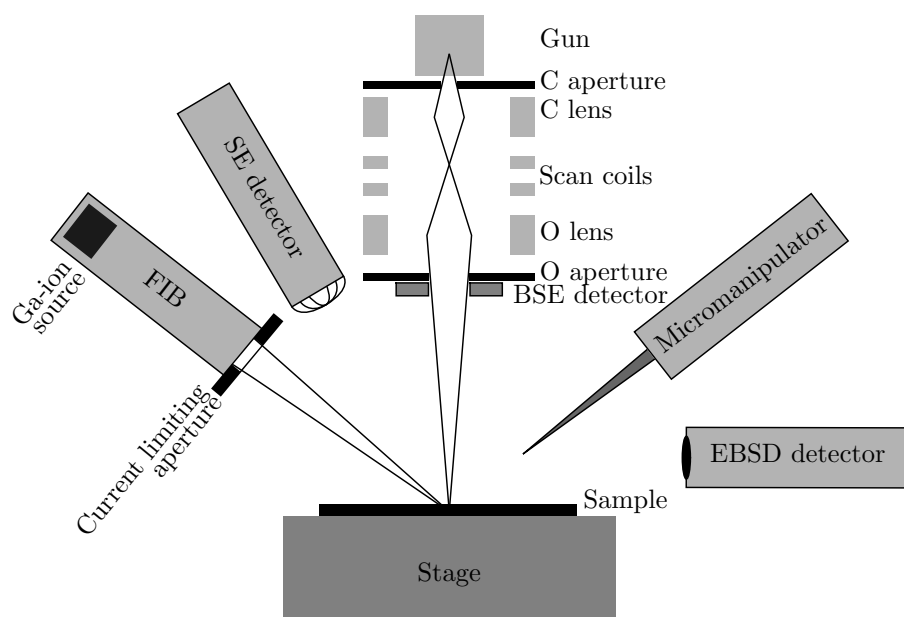 Gun
C aperture
C lens
SE detector
Scan coils
O lens
O aperture
BSE detector
Ga-ion
source
FIB
Micromanipulator
Current limiting
aperture
EBSD detector
Sample
Stage